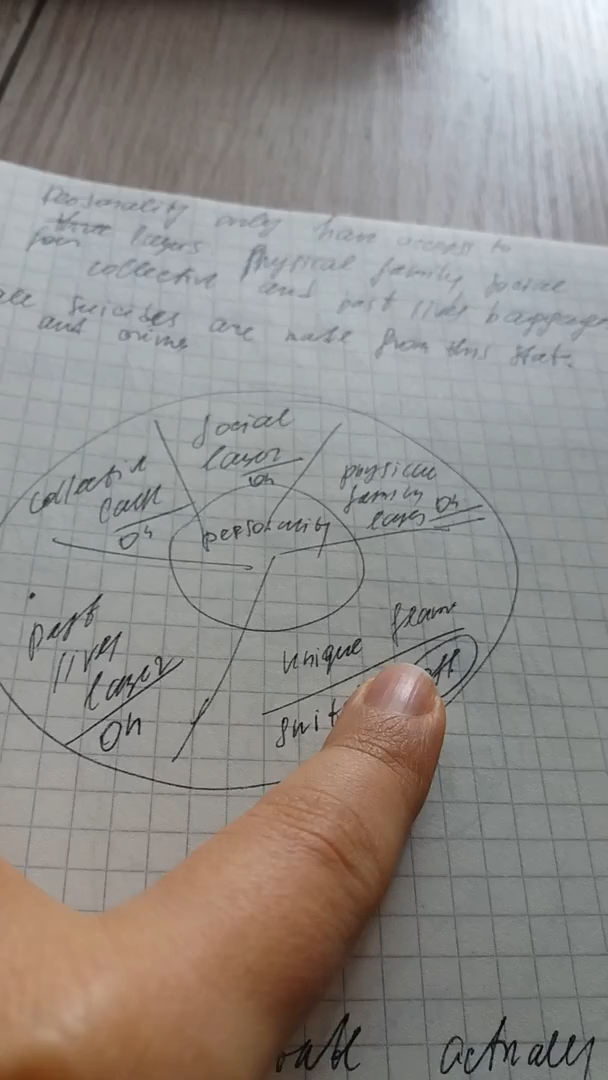 Personality only have access to
four layers Physical family, social
collective and past lives baggage
all suicides are made from this state.
and crimes
Social
layer
on
collective
on
physical
family
layer on
personality
past
lives
layer
on
unique
off
actually